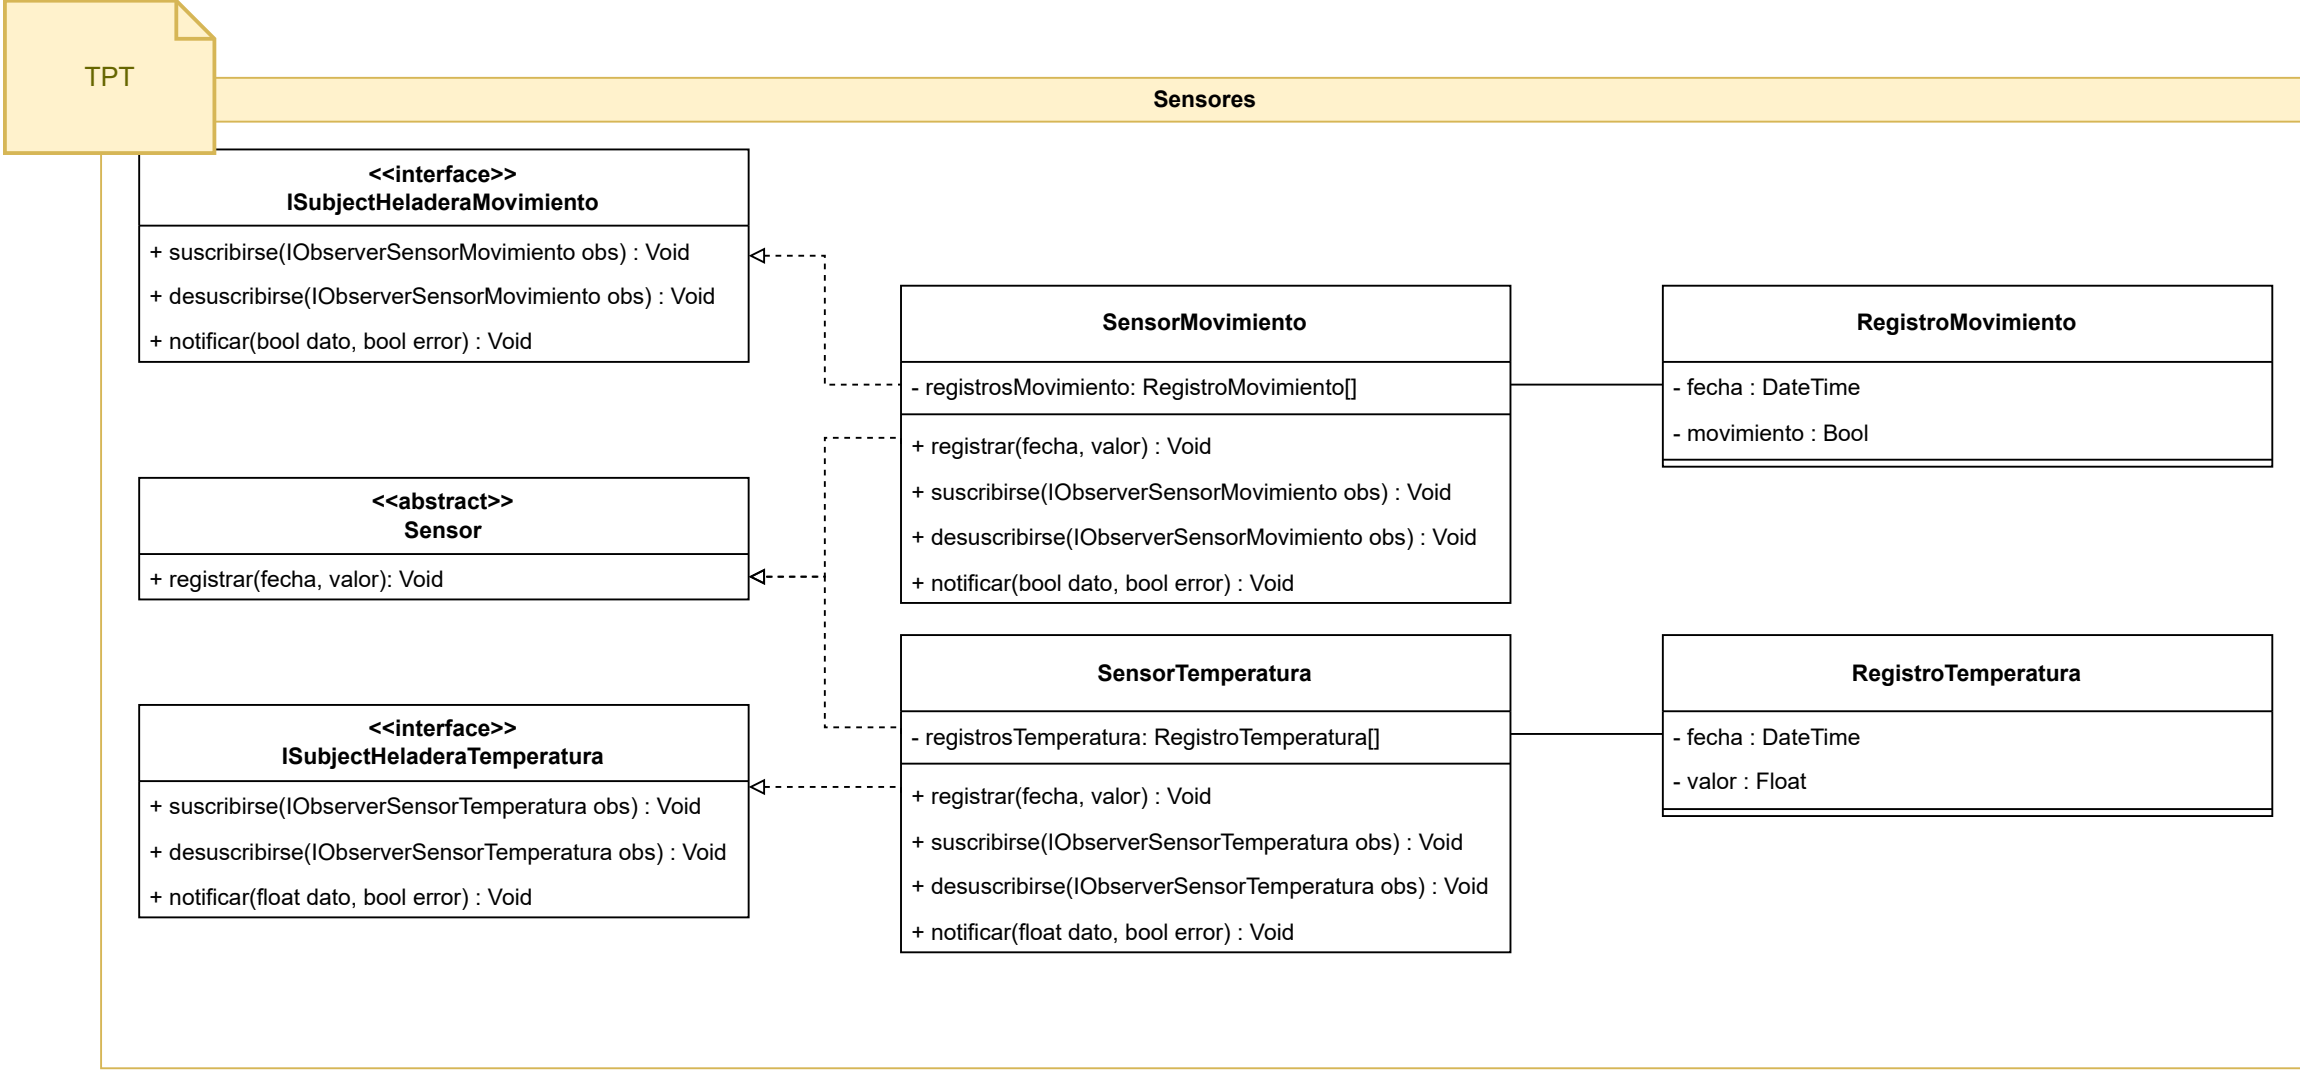 TPT
Sensores
<<interface>>
ISubjectHeladeraMovimiento
+ suscribirse(IObserverSensorMovimiento obs) : Void
+ desuscribirse(IObserverSensorMovimiento obs) : Void
+ notificar(bool dato, bool error) : Void
<<abstract>>
Sensor
+ registrar(fecha, valor): Void
<<interface>>
ISubjectHeladeraTemperatura
+ suscribirse(IObserverSensorTemperatura obs) : Void
+ desuscribirse(IObserverSensorTemperatura obs) : Void
+ notificar(float dato, bool error) : Void
SensorMovimiento
- registrosMovimiento: RegistroMovimiento[]
+ registrar(fecha, valor) : Void
+ suscribirse(IObserverSensorMovimiento obs) : Void
+ desuscribirse(IObserverSensorMovimiento obs) : Void
+ notificar(bool dato, bool error) : Void
SensorTemperatura
- registrosTemperatura: RegistroTemperatura[]
+ registrar(fecha, valor) : Void
+ suscribirse(IObserverSensorTemperatura obs) : Void
+ desuscribirse(IObserverSensorTemperatura obs) : Void
+ notificar(float dato, bool error) : Void
RegistroMovimiento
- fecha : DateTime
- movimiento : Bool
RegistroTemperatura
- fecha : DateTime
- valor : Float